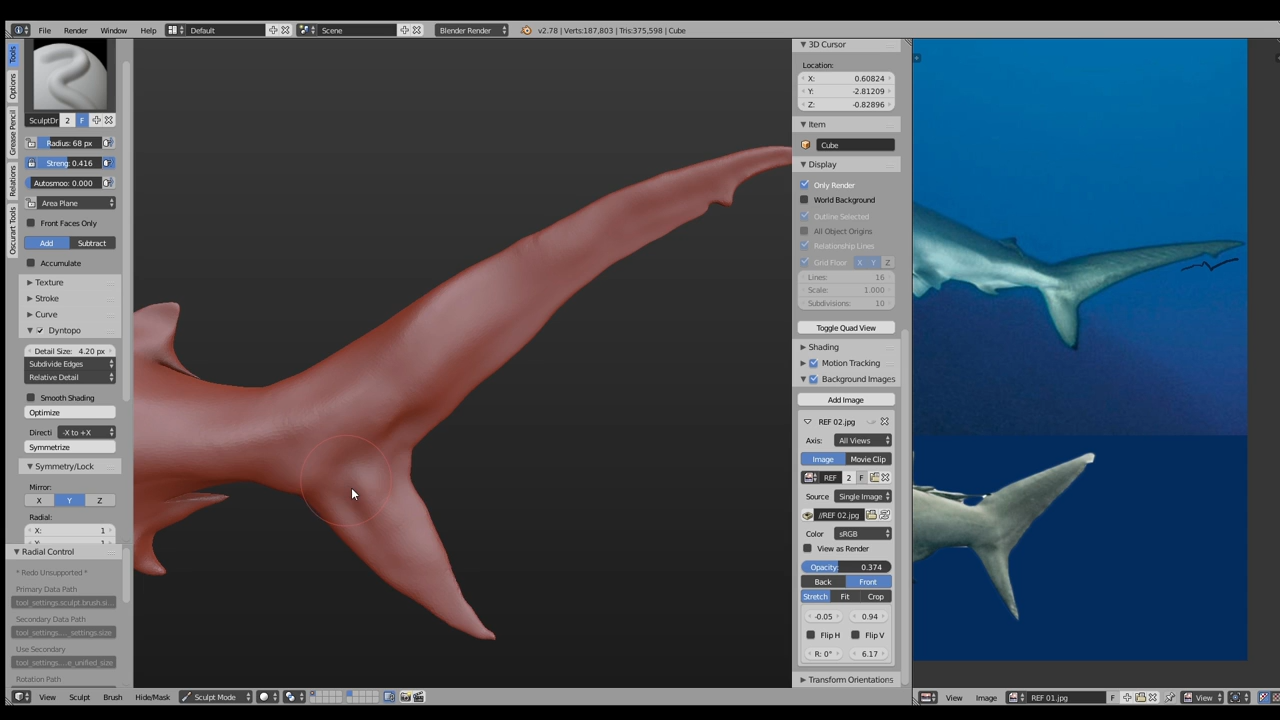 File Render Window Help Default Scene Blender Render v2.78 | Verts:187,803 | Tris:375,598 | Cube
Tools
Options
Grease Pencil
Relations
Oscurart Tools
SculptDr 2 F
Radius: 68 px
Streng: 0.416
Autosmoo: 0.000
Area Plane
Front Faces Only
Add Subtract
Accumulate
Texture
Stroke
Curve
Dyntopo
Detail Size: 4.20 px
Subdivide Edges
Relative Detail
Smooth Shading
Optimize
Directi -X to +X
Symmetrize
Symmetry/Lock
Mirror:
X Y Z
Radial:
X: 1
Radial Control
* Redo Unsupported *
Primary Data Path
tool_settings.sculpt.brush.si...
Secondary Data Path
tool_settings...._settings.size
Use Secondary
tool_settings....e_unified_size
Rotation Path
3D Cursor
Location:
X: 0.60824
Y: -2.81209
Z: -0.82896
Item
Cube
Display
Only Render
World Background
Outline Selected
All Object Origins
Relationship Lines
Grid Floor X Y Z
Lines: 16
Scale: 1.000
Subdivisions: 10
Toggle Quad View
Shading
Motion Tracking
Background Images
Add Image
REF 02.jpg
Axis: All Views
Image Movie Clip
REF 2 F
Source Single Image
//REF 02.jpg
Color sRGB
View as Render
Opacity: 0.374
Back Front
Stretch Fit Crop
-0.05 0.94
Flip H Flip V
R: 0° 6.17
Transform Orientations
View Sculpt Brush Hide/Mask Sculpt Mode
View Image REF 01.jpg F View